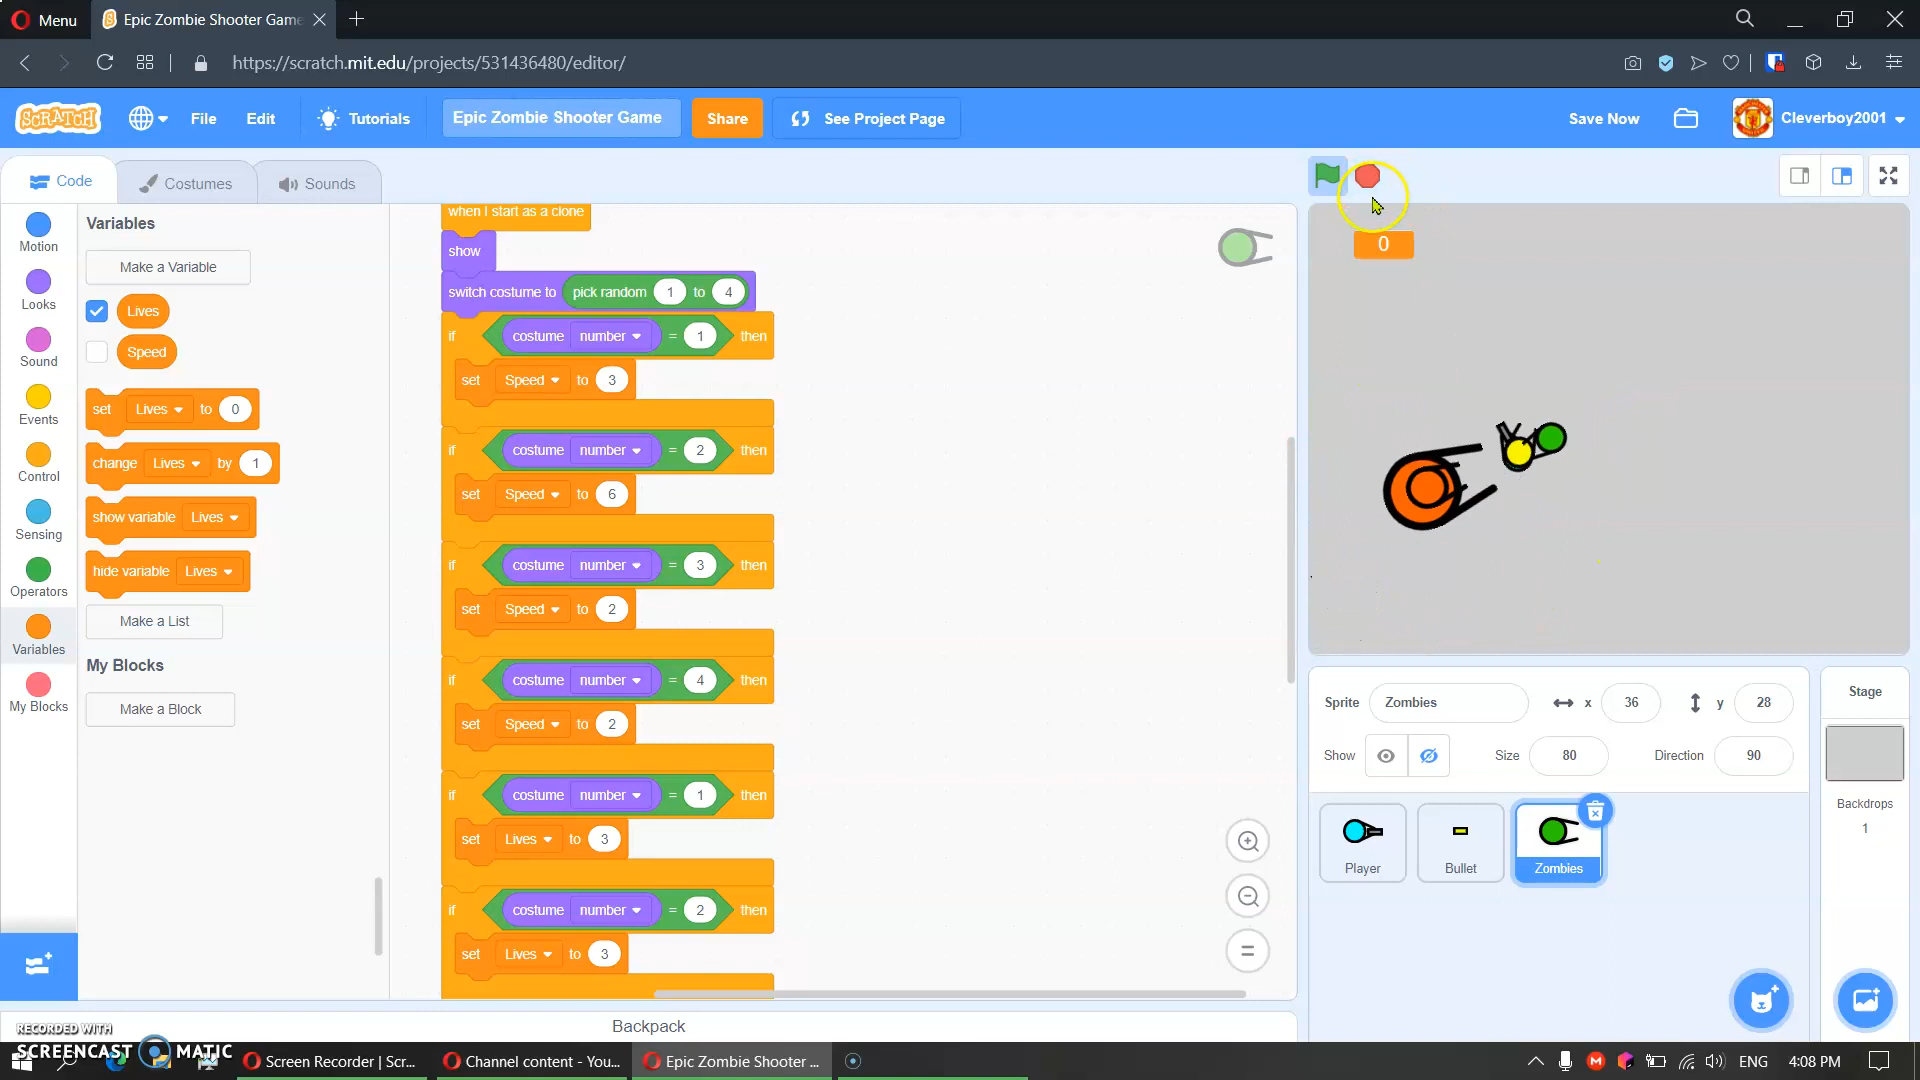 Menu
Epic Zombie Shooter Game
https://scratch.mit.edu/projects/531436480/editor/
SCRATCH
File
Edit
Tutorials
Epic Zombie Shooter Game
Share
See Project Page
Save Now
Cleverboy2001
Code
Costumes
Sounds
Motion
Looks
Sound
Events
Control
Sensing
Operators
Variables
My Blocks
Variables
Make a Variable
Lives
Speed
set Lives to 0
change Lives by 1
show variable Lives
hide variable Lives
Make a List
My Blocks
Make a Block
when I start as a clone
show
switch costume to pick random 1 to 4
if costume number = 1 then
set Speed to 3
if costume number = 2 then
set Speed to 6
if costume number = 3 then
set Speed to 2
if costume number = 4 then
set Speed to 2
if costume number = 1 then
set Lives to 3
if costume number = 2 then
set Lives to 3
0
Sprite Zombies x 36 y 28
Show Size 80 Direction 90
Player
Bullet
Zombies
Stage
Backdrops
1
Backpack
RECORDED WITH
SCREENCAST MATIC
Screen Recorder | Scr...
Channel content - You...
Epic Zombie Shooter ...
ENG
4:08 PM